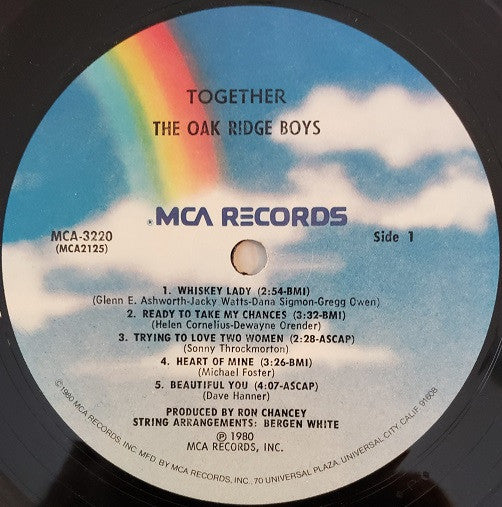 TOGETHER
THE OAK RIDGE BOYS
®MCA RECORDS
MCA-3220
(MCA2125)
Side 1
1. WHISKEY LADY (2:54-BMI)
(Glenn E. Ashworth-Jacky Watts-Dana Sigmon-Gregg Owen)
2. READY TO TAKE MY CHANCES (3:32-BMI)
(Helen Cornelius-Dewayne Orender)
3. TRYING TO LOVE TWO WOMEN (2:28-ASCAP)
(Sonny Throckmorton)
4. HEART OF MINE (3:26-BMI)
(Michael Foster)
5. BEAUTIFUL YOU (4:07-ASCAP)
(Dave Hanner)
PRODUCED BY RON CHANCEY
STRING ARRANGEMENTS: BERGEN WHITE
℗ 1980
MCA RECORDS, INC.
©1980 MCA RECORDS, INC. MFD. BY MCA RECORDS, INC. 70 UNIVERSAL PLAZA, UNIVERSAL CITY, CALIF. 91608